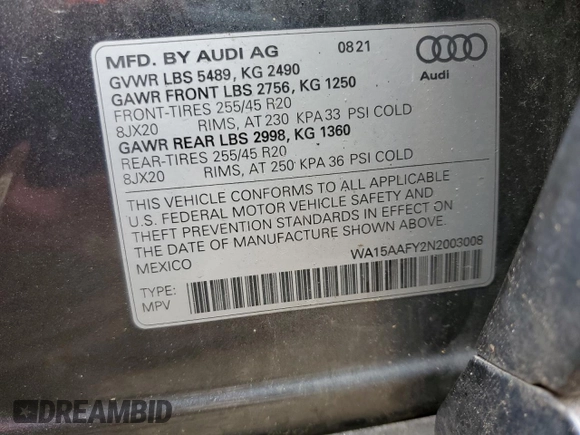 MFD. BY AUDI AG 08 21
GVWR LBS 5489, KG 2490
GAWR FRONT LBS 2756, KG 1250
FRONT-TIRES 255/45 R20
8JX20 RIMS, AT 230 KPA 33 PSI COLD
GAWR REAR LBS 2998, KG 1360
REAR-TIRES 255/45 R20
8JX20 RIMS, AT 250 KPA 36 PSI COLD
Audi
THIS VEHICLE CONFORMS TO ALL APPLICABLE
U.S. FEDERAL MOTOR VEHICLE SAFETY AND
THEFT PREVENTION STANDARDS IN EFFECT ON
THE DATE OF MANUFACTURE SHOWN ABOVE.
MEXICO WA15AAFY2N2003008
TYPE:
MPV
DREAMBID